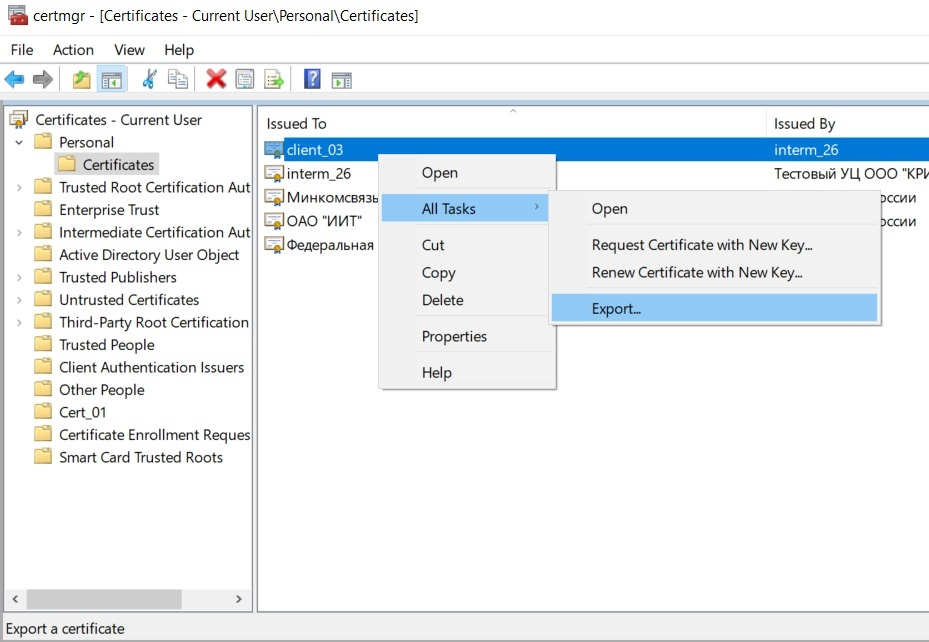 certmgr - [Certificates - Current User\Personal\Certificates]
File Action View Help
Certificates - Current User
Personal
Certificates
Trusted Root Certification Aut
Enterprise Trust
Intermediate Certification Aut
Active Directory User Object
Trusted Publishers
Untrusted Certificates
Third-Party Root Certification
Trusted People
Client Authentication Issuers
Other People
Cert_01
Certificate Enrollment Reques
Smart Card Trusted Roots
Issued To Issued By
client_03 interm_26
interm_26 Тестовый УЦ ООО "КРИ
Минкомсвязь оссии
ОАО "ИИТ" оссии
Федеральная
Open
All Tasks
Cut
Copy
Delete
Properties
Help
Open
Request Certificate with New Key...
Renew Certificate with New Key...
Export...
Export a certificate